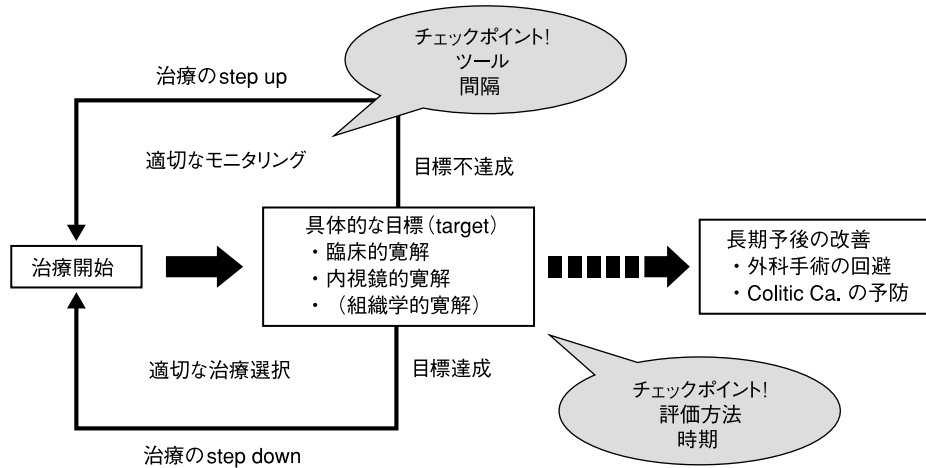 チェックポイント!
ツール
間隔
治療のstep up
適切なモニタリング
目標不達成
具体的な目標(target)
・臨床的寛解
・内視鏡的寛解
・(組織学的寛解)
治療開始
長期予後の改善
・外科手術の回避
・Colitic Ca. の予防
適切な治療選択
目標達成
チェックポイント!
評価方法
時期
治療のstep down